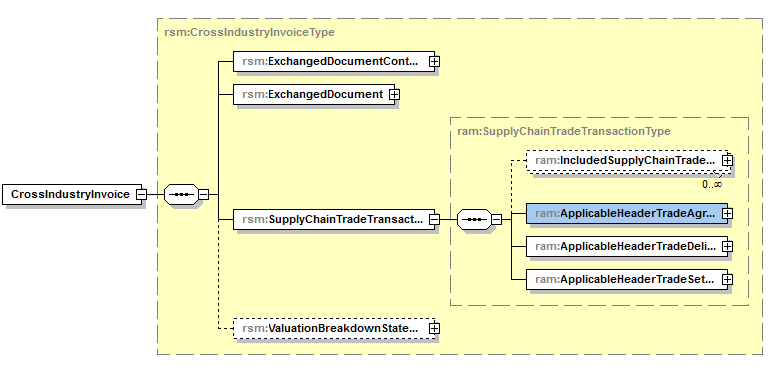 rsm:CrossIndustryInvoiceType
rsm:ExchangedDocumentCont...
rsm:ExchangedDocument
ram:SupplyChainTradeTransactionType
ram:IncludedSupplyChainTrade...
0..∞
CrossIndustryInvoice
ram:ApplicableHeaderTradeAgr...
rsm:SupplyChainTradeTransact...
ram:ApplicableHeaderTradeDeli...
ram:ApplicableHeaderTradeSet...
rsm:ValuationBreakdownState...